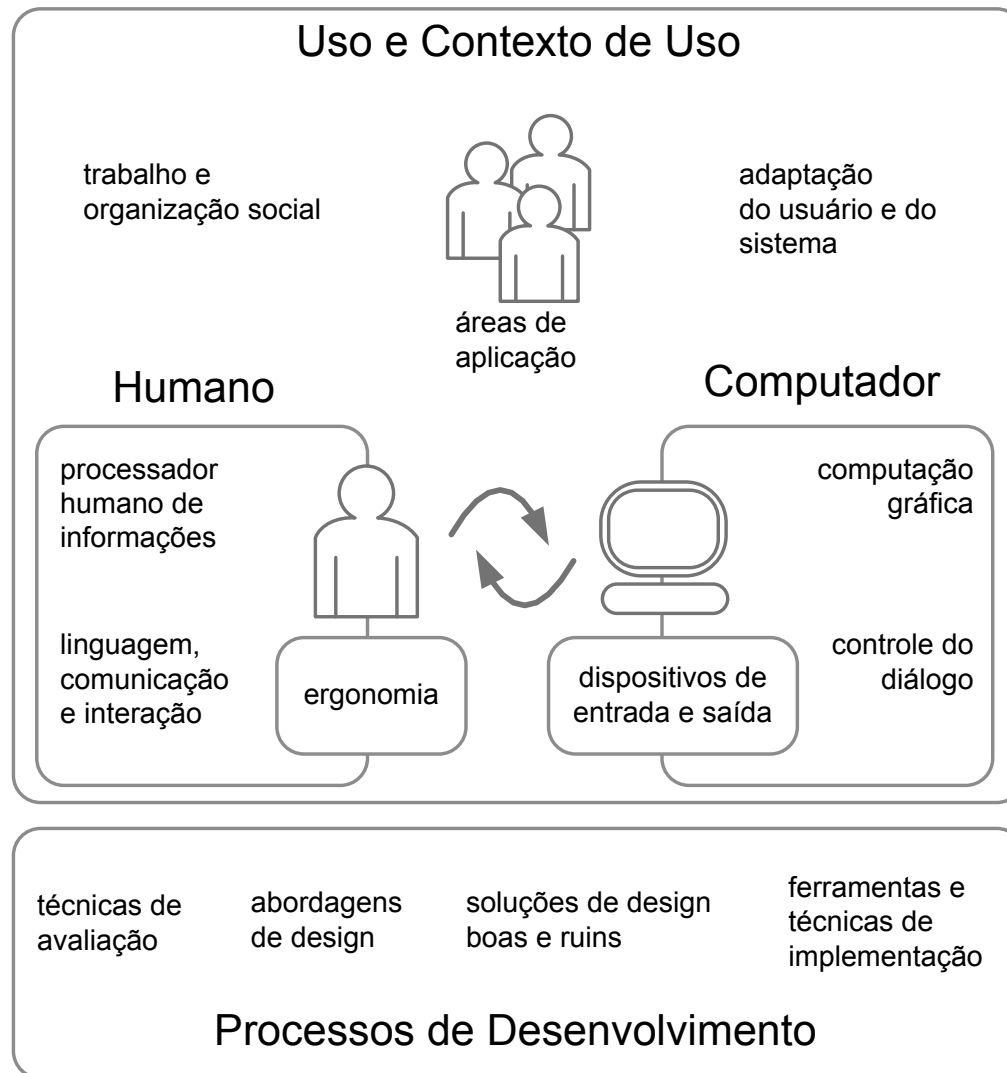 Uso e Contexto de Uso
trabalho e
organização social
adaptação
do usuário e do
sistema
áreas de
aplicação
Humano
Computador
processador
humano de
informações
computação
gráfica
linguagem,
comunicação
e interação
ergonomia
dispositivos de
entrada e saída
controle do
diálogo
técnicas de
avaliação
abordagens
de design
soluções de design
boas e ruins
ferramentas e
técnicas de
implementação
Processos de Desenvolvimento